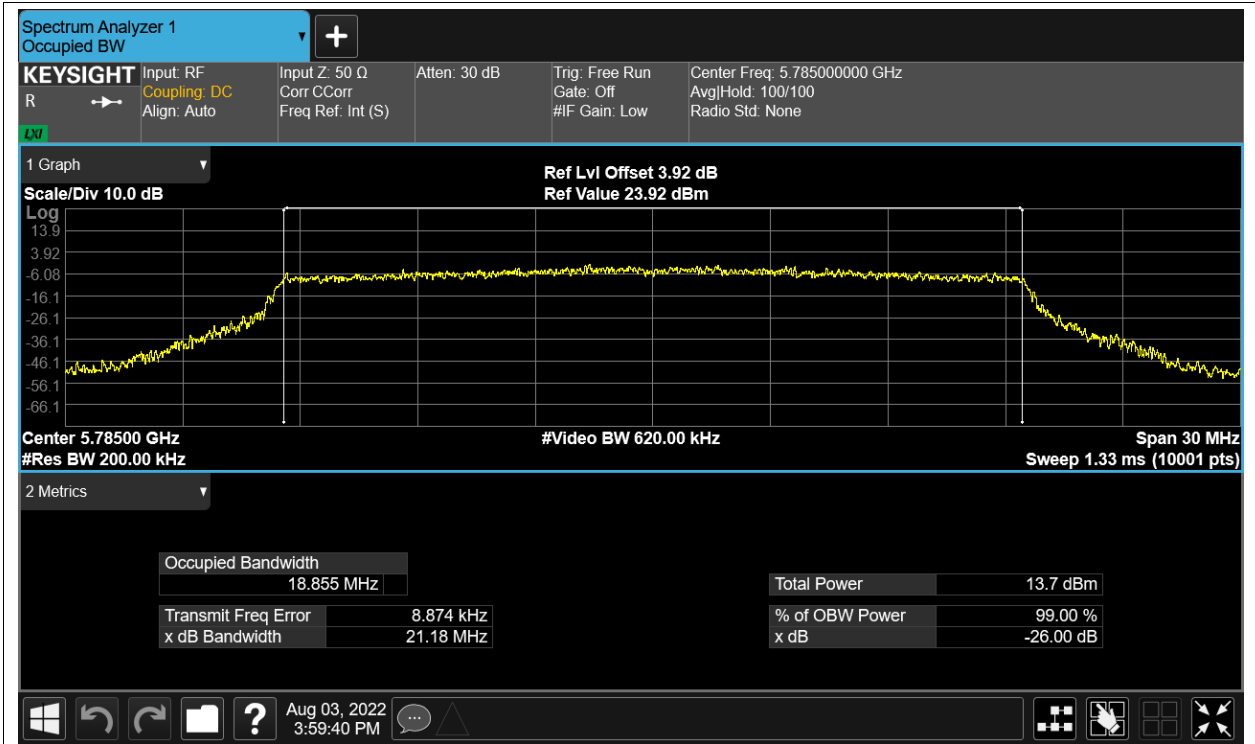 Spectrum Analyzer 1
Occupied BW
+
KEYSIGHT
R
LXI
Input: RF
Coupling: DC
Align: Auto
Input Z: 50 Ω
Corr CCorr
Freq Ref: Int (S)
Atten: 30 dB
Trig: Free Run
Gate: Off
#IF Gain: Low
Center Freq: 5.785000000 GHz
Avg|Hold: 100/100
Radio Std: None
1 Graph
Scale/Div 10.0 dB
Ref Lvl Offset 3.92 dB
Ref Value 23.92 dBm
Log
13.9
3.92
-6.08
-16.1
-26.1
-36.1
-46.1
-56.1
-66.1
Center 5.78500 GHz
#Video BW 620.00 kHz
Span 30 MHz
#Res BW 200.00 kHz
Sweep 1.33 ms (10001 pts)
2 Metrics
Occupied Bandwidth
18.855 MHz
Transmit Freq Error 8.874 kHz
x dB Bandwidth 21.18 MHz
Total Power 13.7 dBm
% of OBW Power 99.00 %
x dB -26.00 dB
?
Aug 03, 2022
3:59:40 PM